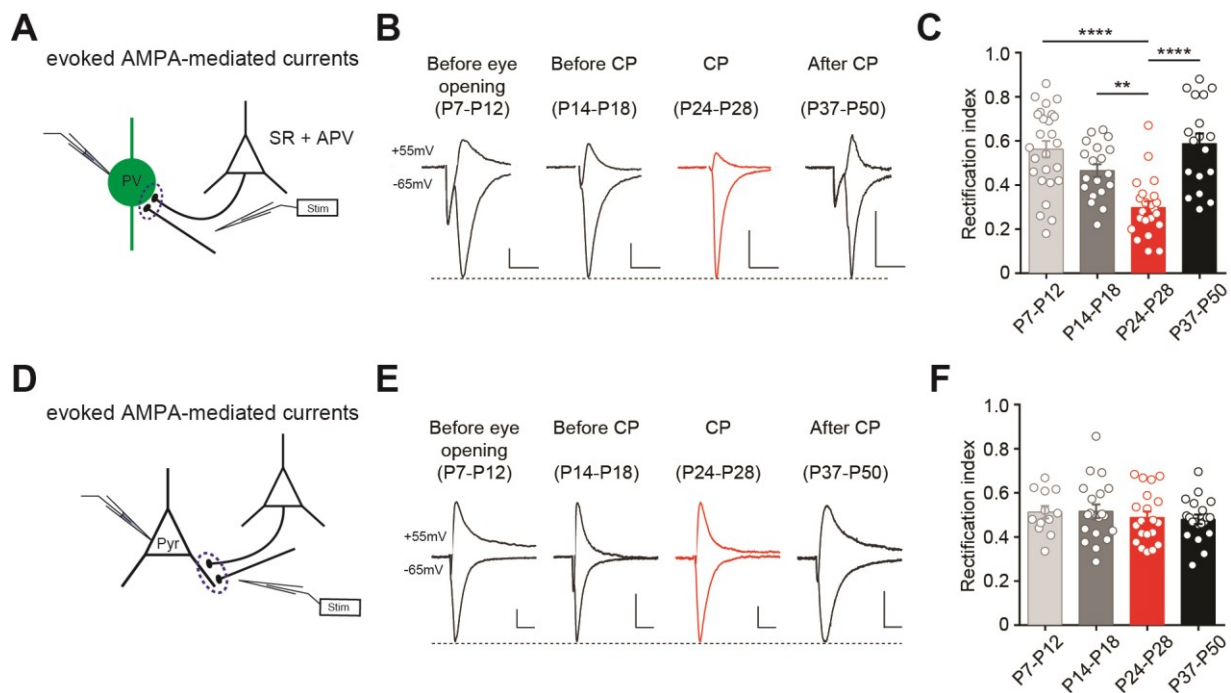 A
evoked AMPA-mediated currents
PV
SR + APV
Stim
B
Before eye
opening
(P7-P12)
Before CP
(P14-P18)
CP
(P24-P28)
After CP
(P37-P50)
+55mV
-65mV
C
Rectification index
1.0
0.8
0.6
0.4
0.2
0
****
**
****
P7-P12
P14-P18
P24-P28
P37-P50
D
evoked AMPA-mediated currents
Pyr
Stim
E
Before eye
opening
(P7-P12)
Before CP
(P14-P18)
CP
(P24-P28)
After CP
(P37-P50)
+55mV
-65mV
F
Rectification index
1.0
0.8
0.6
0.4
0.2
0
P7-P12
P14-P18
P24-P28
P37-P50